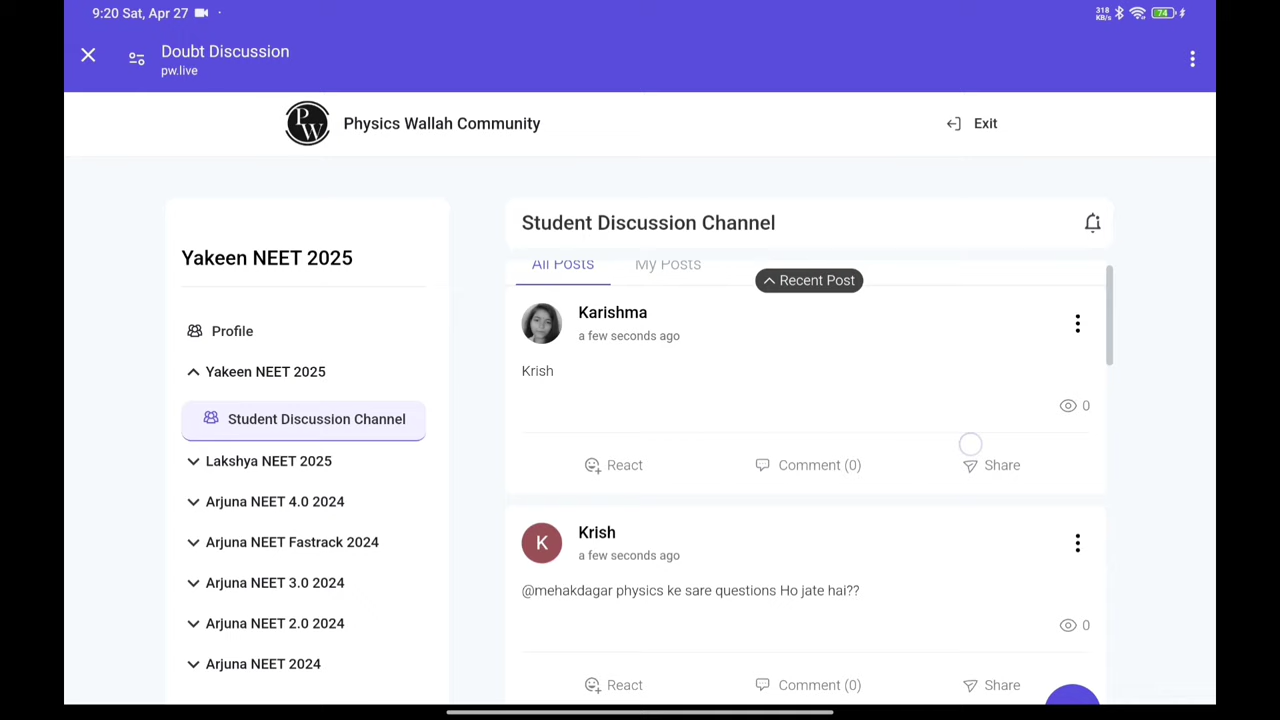 9:20 Sat, Apr 27
318
KB/s
74
Doubt Discussion
pw.live
PW
Physics Wallah Community
Exit
Yakeen NEET 2025
Profile
Yakeen NEET 2025
Student Discussion Channel
Lakshya NEET 2025
Arjuna NEET 4.0 2024
Arjuna NEET Fastrack 2024
Arjuna NEET 3.0 2024
Arjuna NEET 2.0 2024
Arjuna NEET 2024
Student Discussion Channel
All Posts
My Posts
Recent Post
Karishma
a few seconds ago
Krish
0
React
Comment (0)
Share
K
Krish
a few seconds ago
@mehakdagar physics ke sare questions Ho jate hai??
0
React
Comment (0)
Share